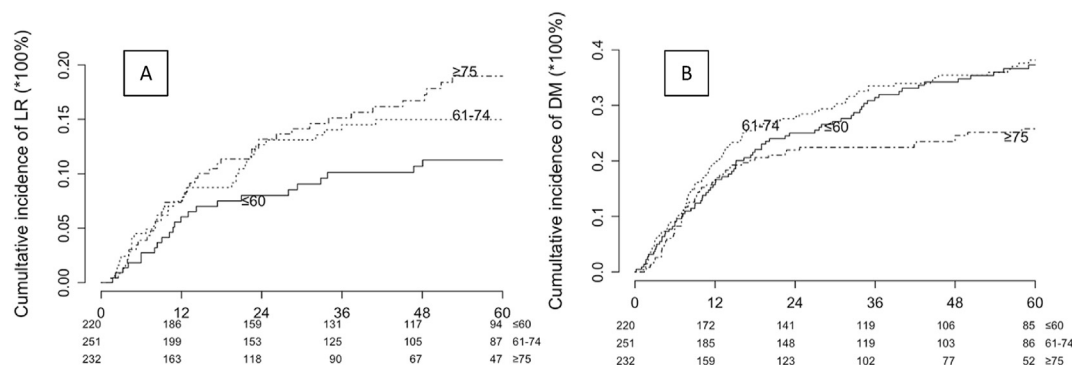 A
Cumultative incidence of LR (*100%)
0.20
0.15
0.10
0.05
0.00
≥75
61-74
≤60
0 12 24 36 48 60
220 186 159 131 117 94 ≤60
251 199 153 125 105 87 61-74
232 163 118 90 67 47 ≥75
B
Cumultative incidence of DM (*100%)
0.4
0.3
0.2
0.1
0.0
61-74
≤60
≥75
0 12 24 36 48 60
220 172 141 119 106 85 ≤60
251 185 148 119 103 86 61-74
232 159 123 102 77 52 ≥75